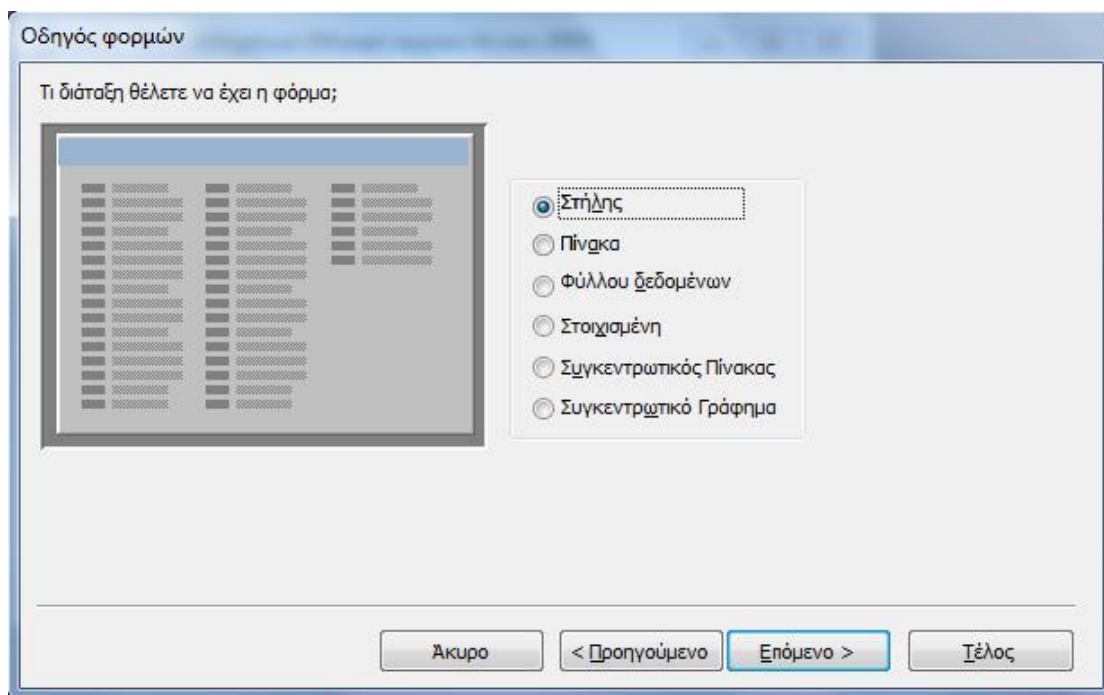 Οδηγός φορμών
Τι διάταξη θέλετε να έχει η φόρμα;
Στήλης
Πίνακα
Φύλλου δεδομένων
Στοιχισμένη
Συγκεντρωτικός Πίνακας
Συγκεντρωτικό Γράφημα
Άκυρο
< Προηγούμενο
Επόμενο >
Τέλος